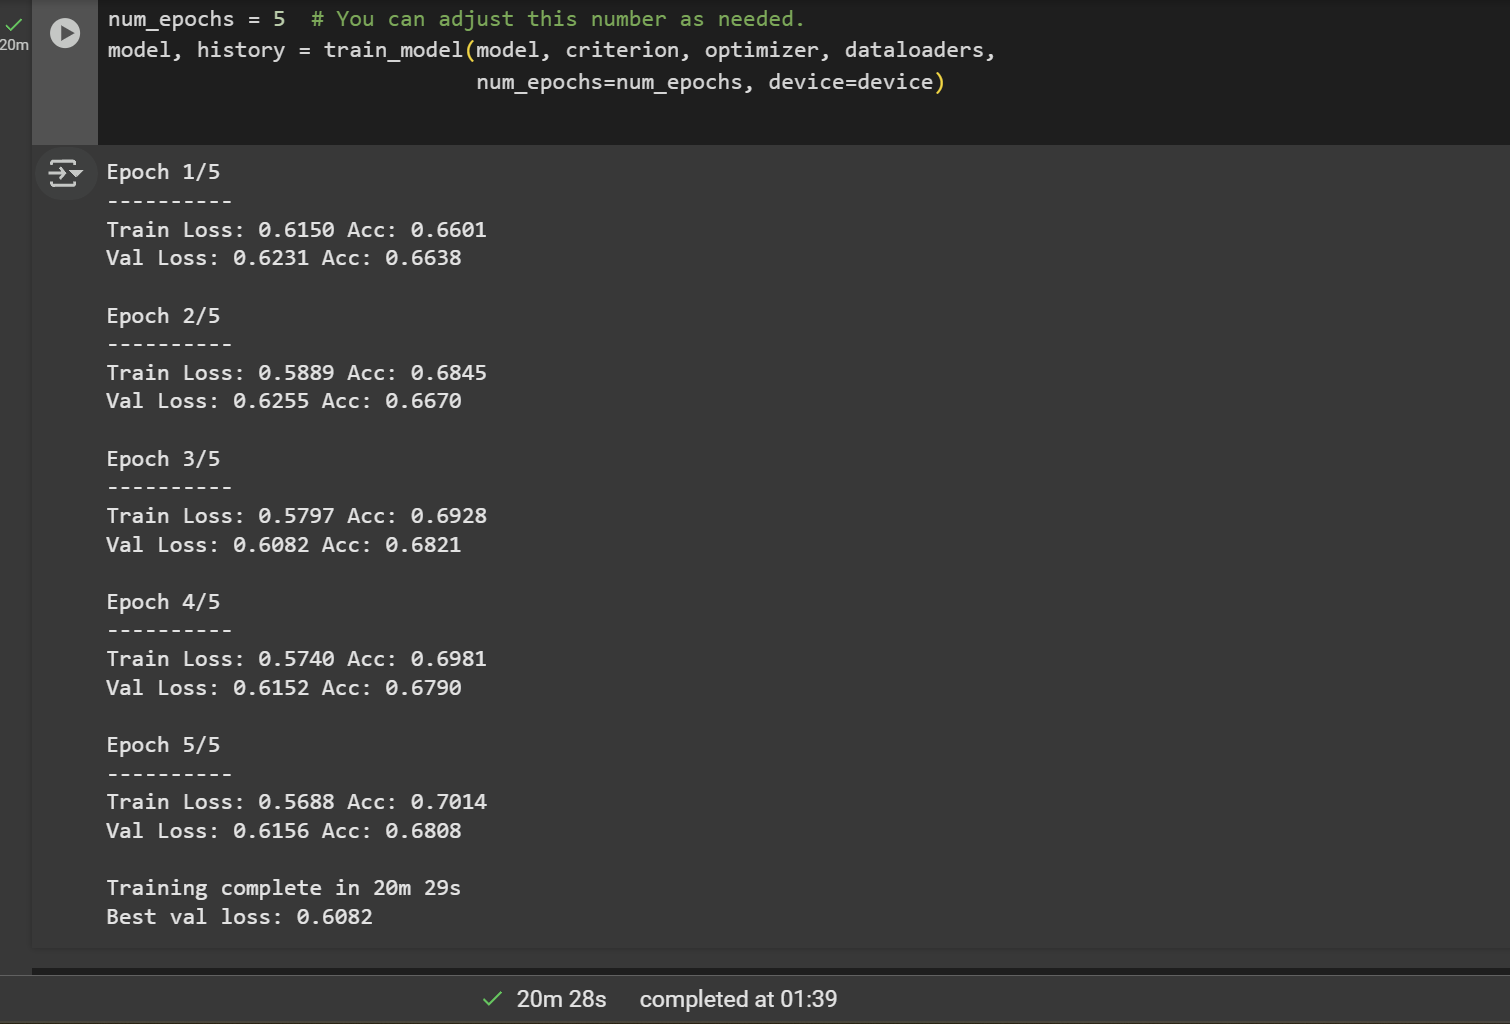 num_epochs = 5  # You can adjust this number as needed.
20m
model, history = train_model(model, criterion, optimizer, dataloaders,
num_epochs=num_epochs, device=device)
Epoch 1/5
----------
Train Loss: 0.6150 Acc: 0.6601
Val Loss: 0.6231 Acc: 0.6638
Epoch 2/5
----------
Train Loss: 0.5889 Acc: 0.6845
Val Loss: 0.6255 Acc: 0.6670
Epoch 3/5
----------
Train Loss: 0.5797 Acc: 0.6928
Val Loss: 0.6082 Acc: 0.6821
Epoch 4/5
----------
Train Loss: 0.5740 Acc: 0.6981
Val Loss: 0.6152 Acc: 0.6790
Epoch 5/5
----------
Train Loss: 0.5688 Acc: 0.7014
Val Loss: 0.6156 Acc: 0.6808
Training complete in 20m 29s
Best val loss: 0.6082
✓ 20m 28s completed at 01:39